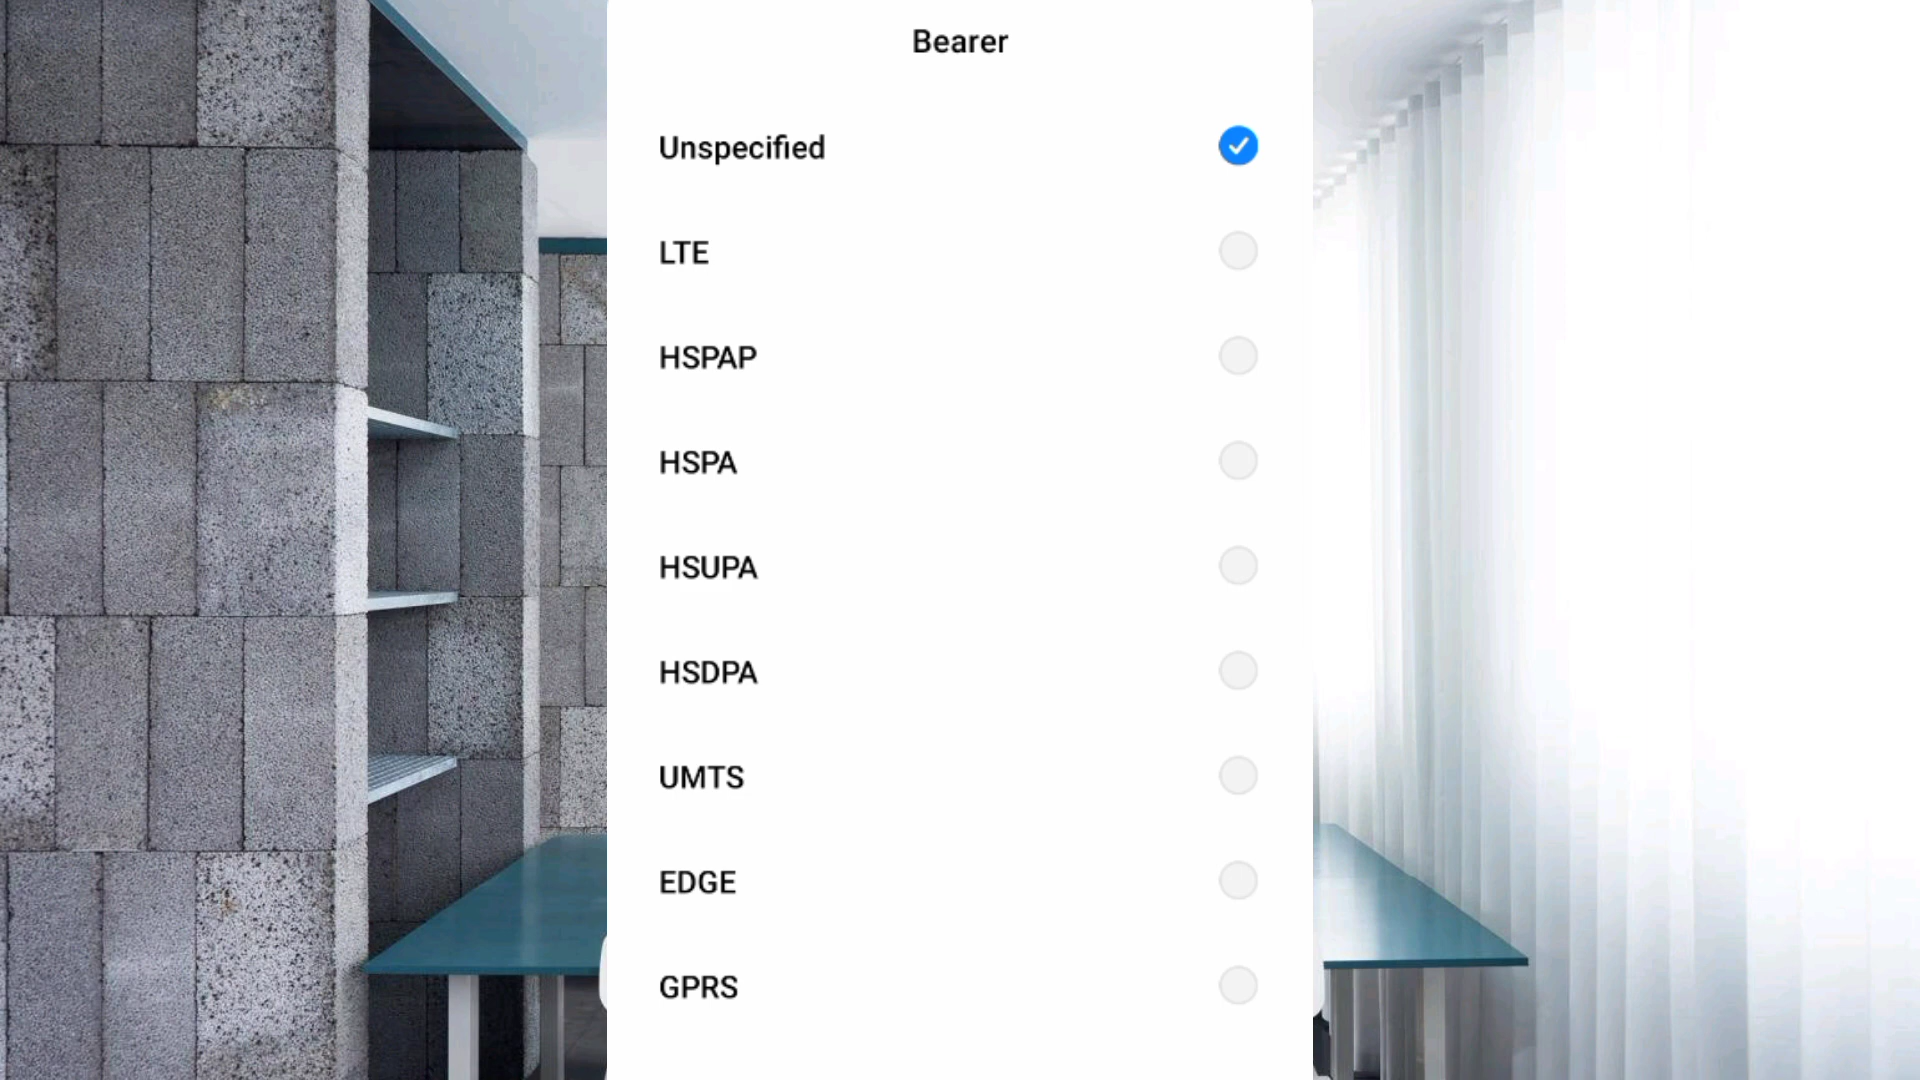 Bearer
Unspecified
LTE
HSPAP
HSPA
HSUPA
HSDPA
UMTS
EDGE
GPRS